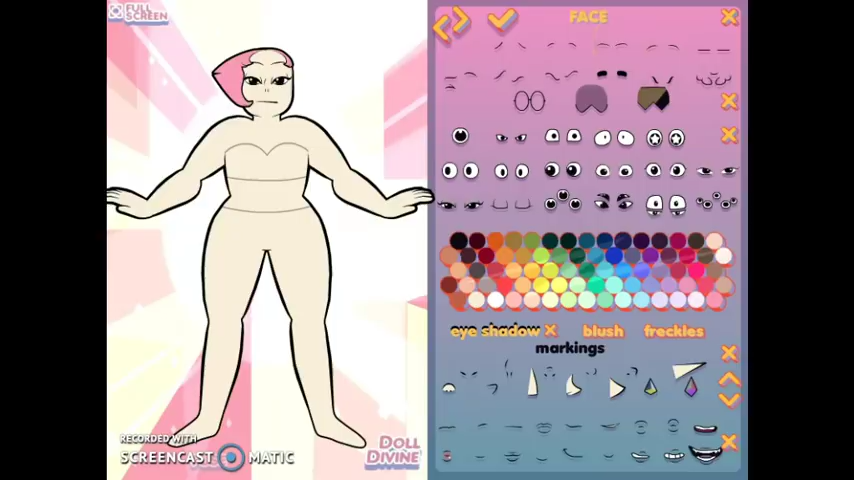 FULL
SCREEN
FACE
eye shadow
blush
freckles
markings
RECORDED WITH
SCREENCAST MATIC
DOLL
DIVINE